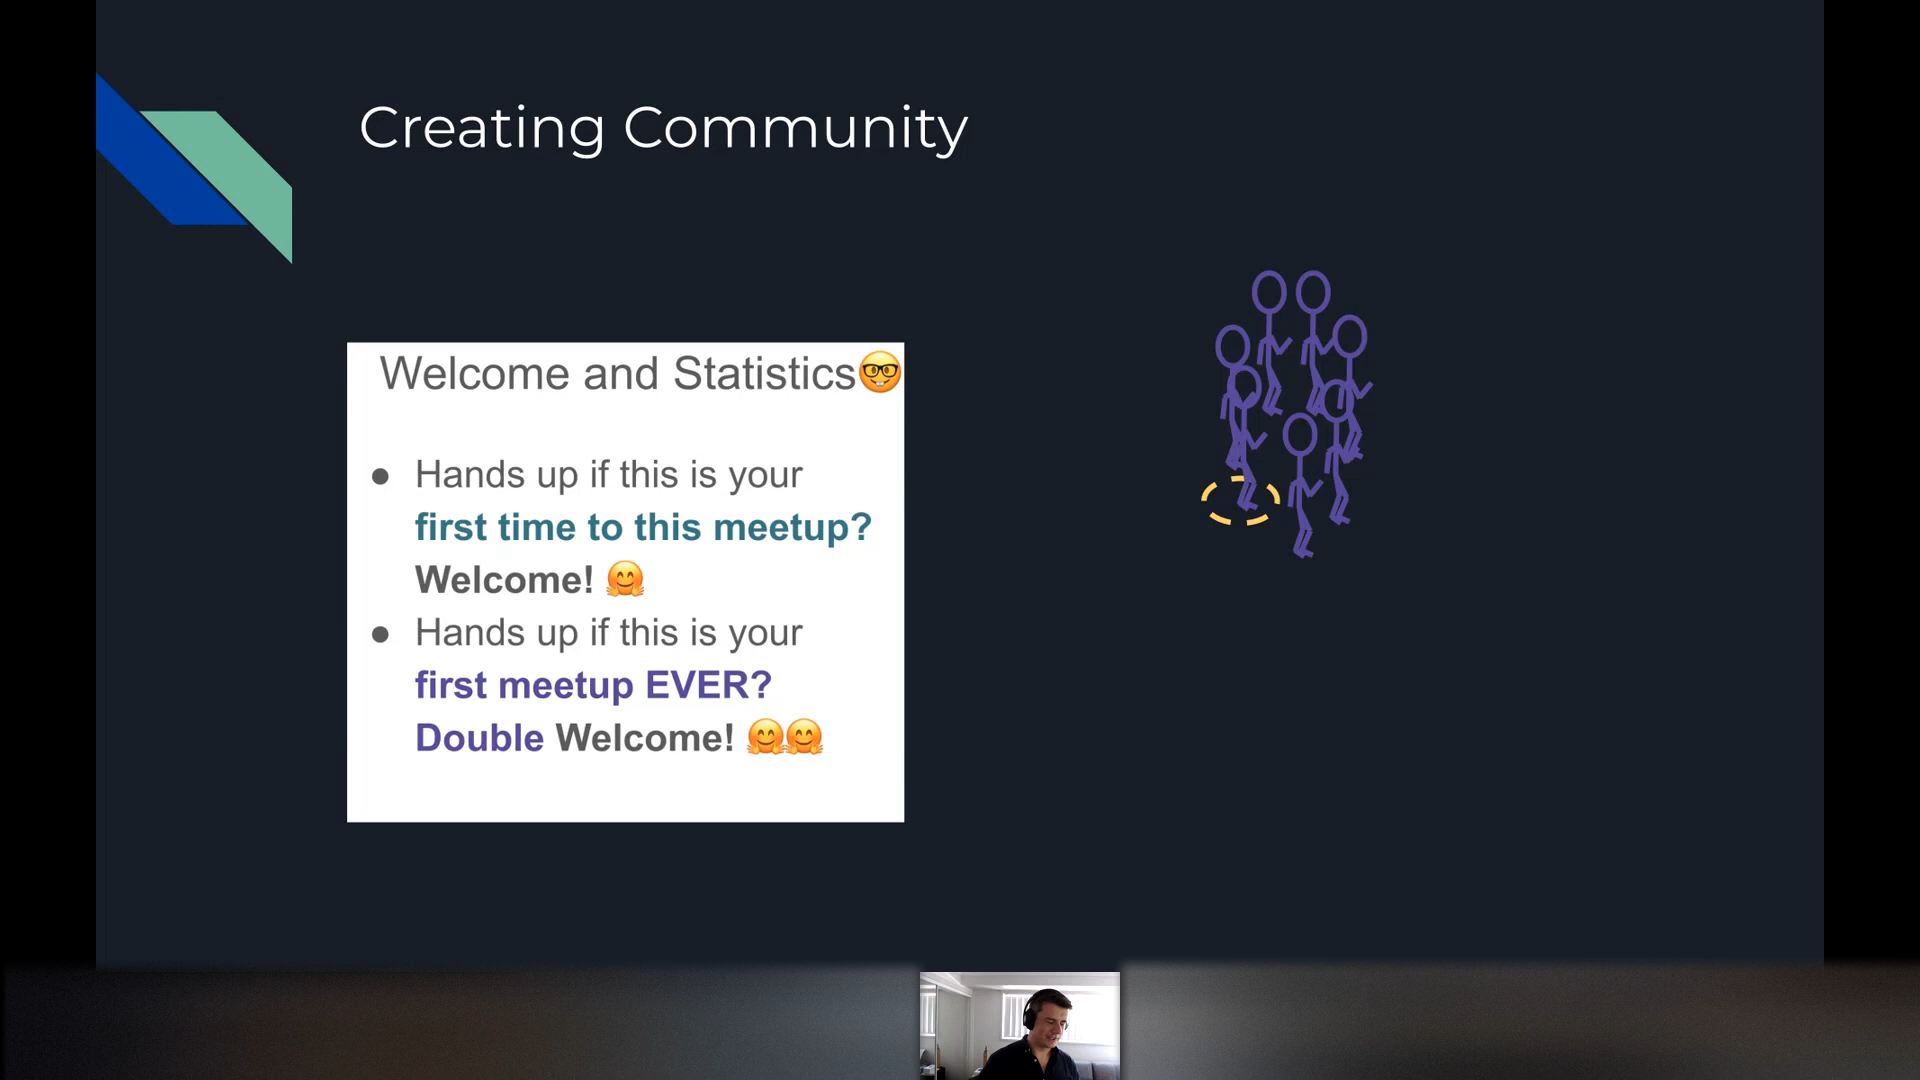 Creating Community
Welcome and Statistics🤓
● Hands up if this is your
first time to this meetup?
Welcome! 🤗
● Hands up if this is your
first meetup EVER?
Double Welcome! 🤗🤗